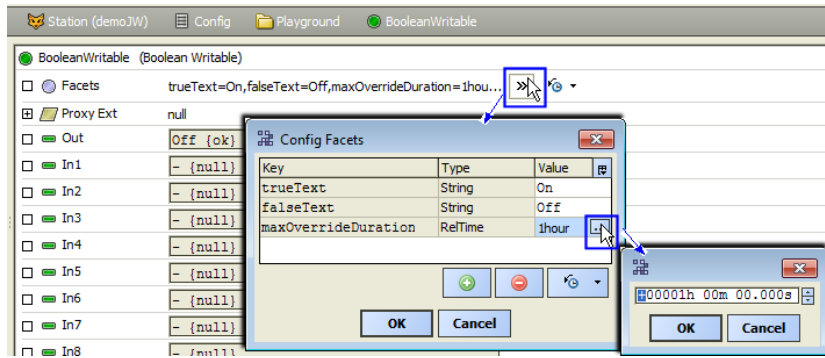 Station (demoJW) Config Playground BooleanWritable
BooleanWritable (Boolean Writable)
Facets trueText=On,falseText=Off,maxOverrideDuration=1hou... »
Proxy Ext null
Out Off {ok}
Config Facets
In1 - {null}
Key Type Value
trueText String On
In2 - {null}
falseText String Off
In3 - {null}
maxOverrideDuration RelTime 1hour ...
In4 - {null}
In5 - {null}
In6 - {null}
+00001h 00m 00.000s
In7 - {null}
OK Cancel
OK Cancel
In8 - {null}